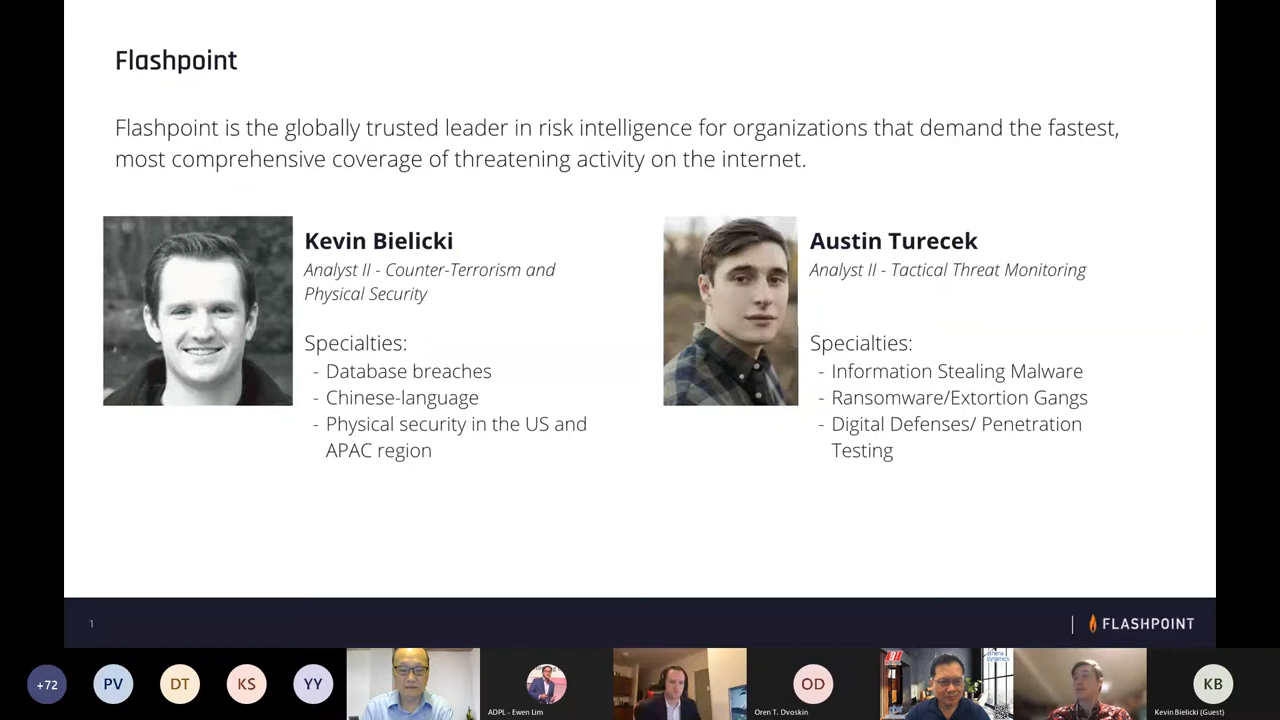 Flashpoint
Flashpoint is the globally trusted leader in risk intelligence for organizations that demand the fastest,
most comprehensive coverage of threatening activity on the internet.
Kevin Bielicki
Analyst II - Counter-Terrorism and
Physical Security
Specialties:
- Database breaches
- Chinese-language
- Physical security in the US and
APAC region
Austin Turecek
Analyst II - Tactical Threat Monitoring
Specialties:
- Information Stealing Malware
- Ransomware/Extortion Gangs
- Digital Defenses/ Penetration
Testing
1
FLASHPOINT
+72
PV
DT
KS
YY
ADPL - Ewen Lim
OD
Oren T. Dvoskin
athena
dynamics
KB
Kevin Bielicki (Guest)